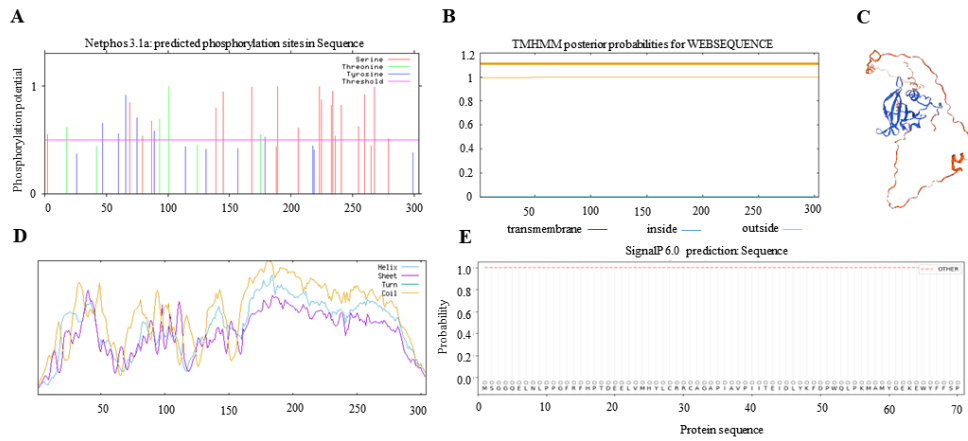 A
Netphos 3.1a: predicted phosphorylation sites in Sequence
Serine
Threonine
Tyrosine
Threshold
Phosphorylation potential
1
0
0 50 100 150 200 250 300
B
TMHMM posterior probabilities for WEBSEQUENCE
1.2
1
0.8
0.6
0.4
0.2
0
50 100 150 200 250 300
transmembrane inside outside
C
D
Helix
Sheet
Turn
Coil
50 100 150 200 250 300
E
SignalP 6.0 prediction: Sequence
OTHER
Probability
1.0
0.8
0.6
0.4
0.2
0.0
M S G G Q E L N L P P G F R F H P T D E E L V M H Y L C R R C A G A P I A V P I I T E I D L Y K F D P W Q L P K M A M Y G E K E W Y F F S P
0 10 20 30 40 50 60 70
Protein sequence